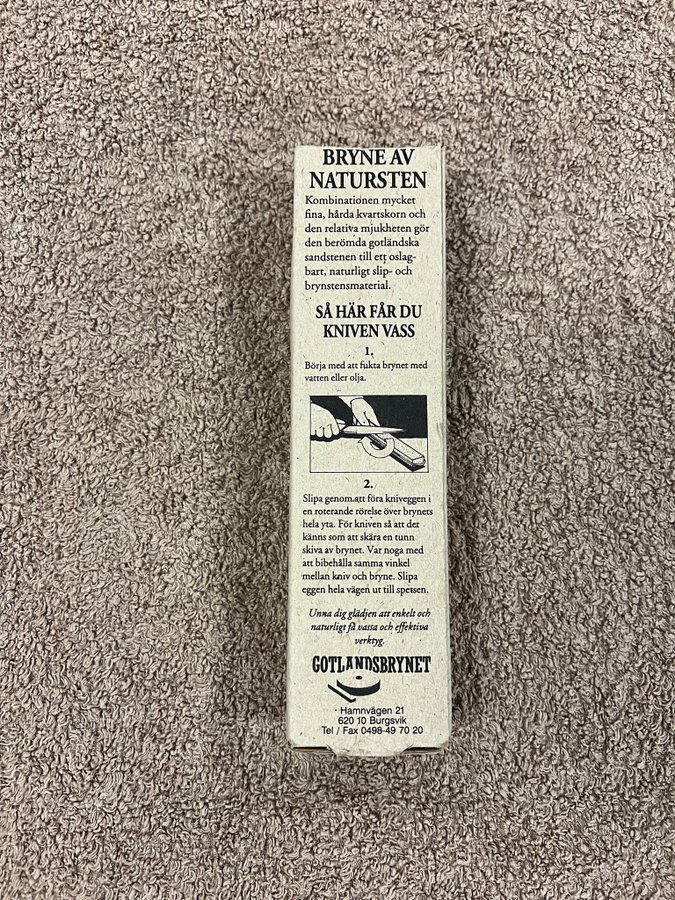 BRYNE AV
NATURSTEN
Kombinationen mycket
fina, hårda kvartskorn och
den relativa mjukheten gör
den berömda gotländska
sandstenen till ett oslag-
bart, naturligt slip- och
brynstensmaterial.
SÅ HÄR FÅR DU
KNIVEN VASS
1.
Börja med att fukta brynet med
vatten eller olja.
2.
Slipa genom att föra kniveggen i
en roterande rörelse över brynets
hela yta. För kniven så att det
känns som att skära en tunn
skiva av brynet. Var noga med
att bibehålla samma vinkel
mellan kniv och bryne. Slipa
eggen hela vägen ut till spetsen.
Unna dig glädjen att enkelt och
naturligt få vassa och effektiva
verktyg.
GOTLANDSBRYNET
Hamnvägen 21
620 10 Burgsvik
Tel / Fax 0498-49 70 20